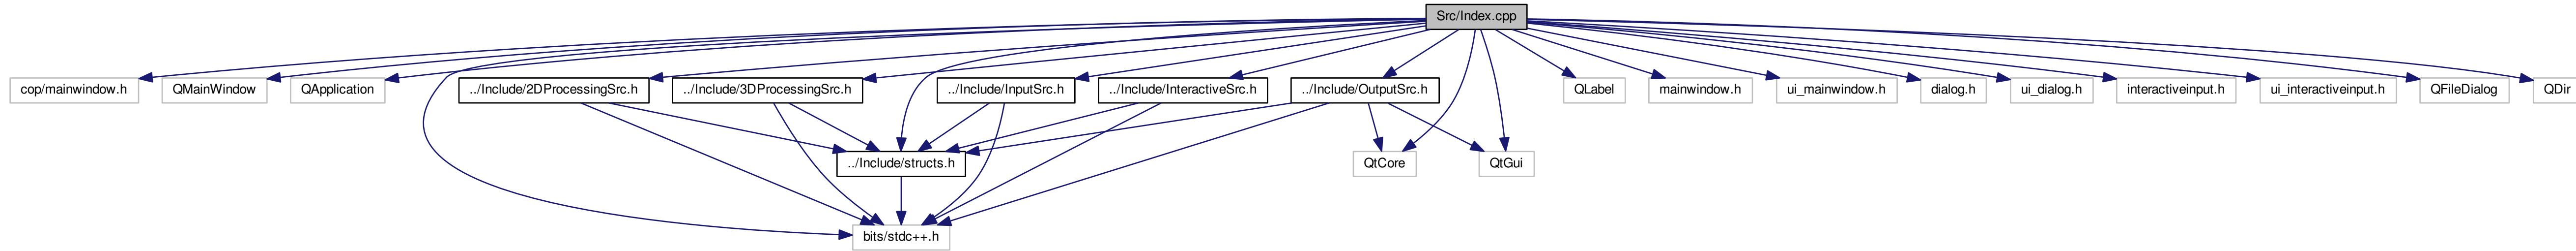 Src/Index.cpp
cop/mainwindow.h
QMainWindow
QApplication
../Include/2DProcessingSrc.h
../Include/3DProcessingSrc.h
../Include/InputSrc.h
../Include/InteractiveSrc.h
../Include/OutputSrc.h
QLabel
mainwindow.h
ui_mainwindow.h
dialog.h
ui_dialog.h
interactiveinput.h
ui_interactiveinput.h
QFileDialog
QDir
../Include/structs.h
QtCore
QtGui
bits/stdc++.h